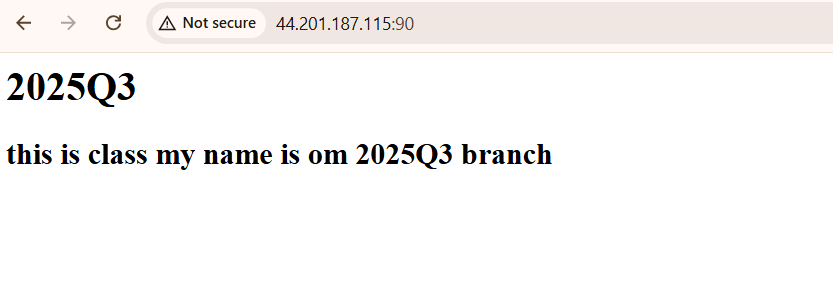 Not secure 44.201.187.115:90
2025Q3
this is class my name is om 2025Q3 branch